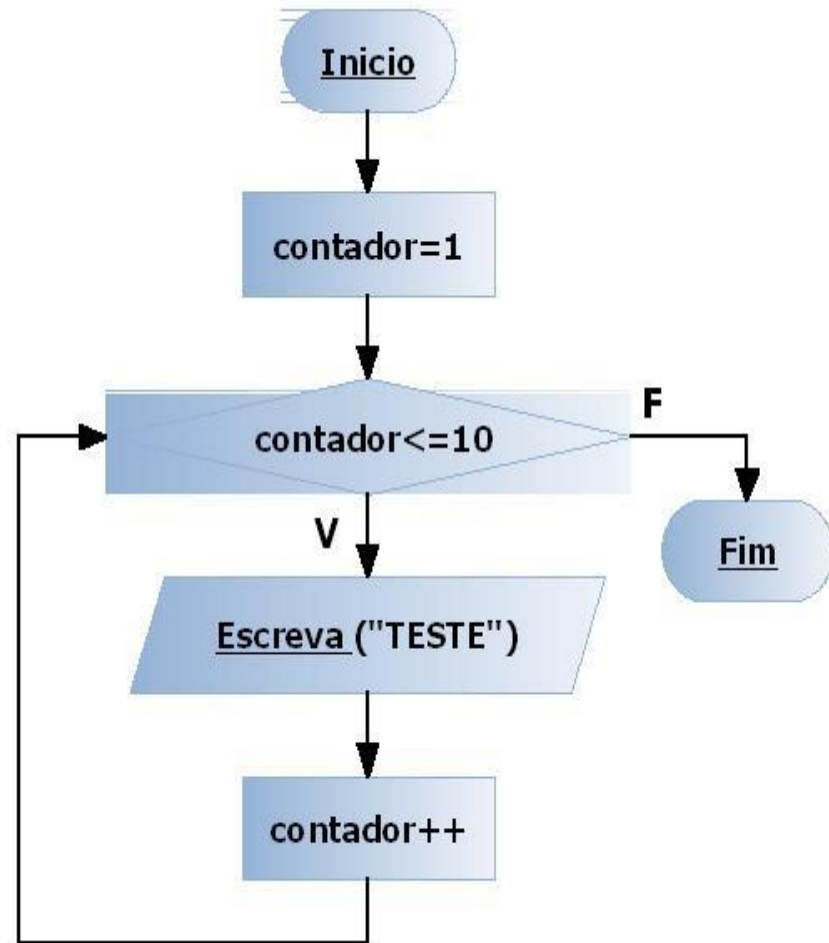 Inicio
contador=1
contador<=10
F
V
Fim
Escreva ("TESTE")
contador++